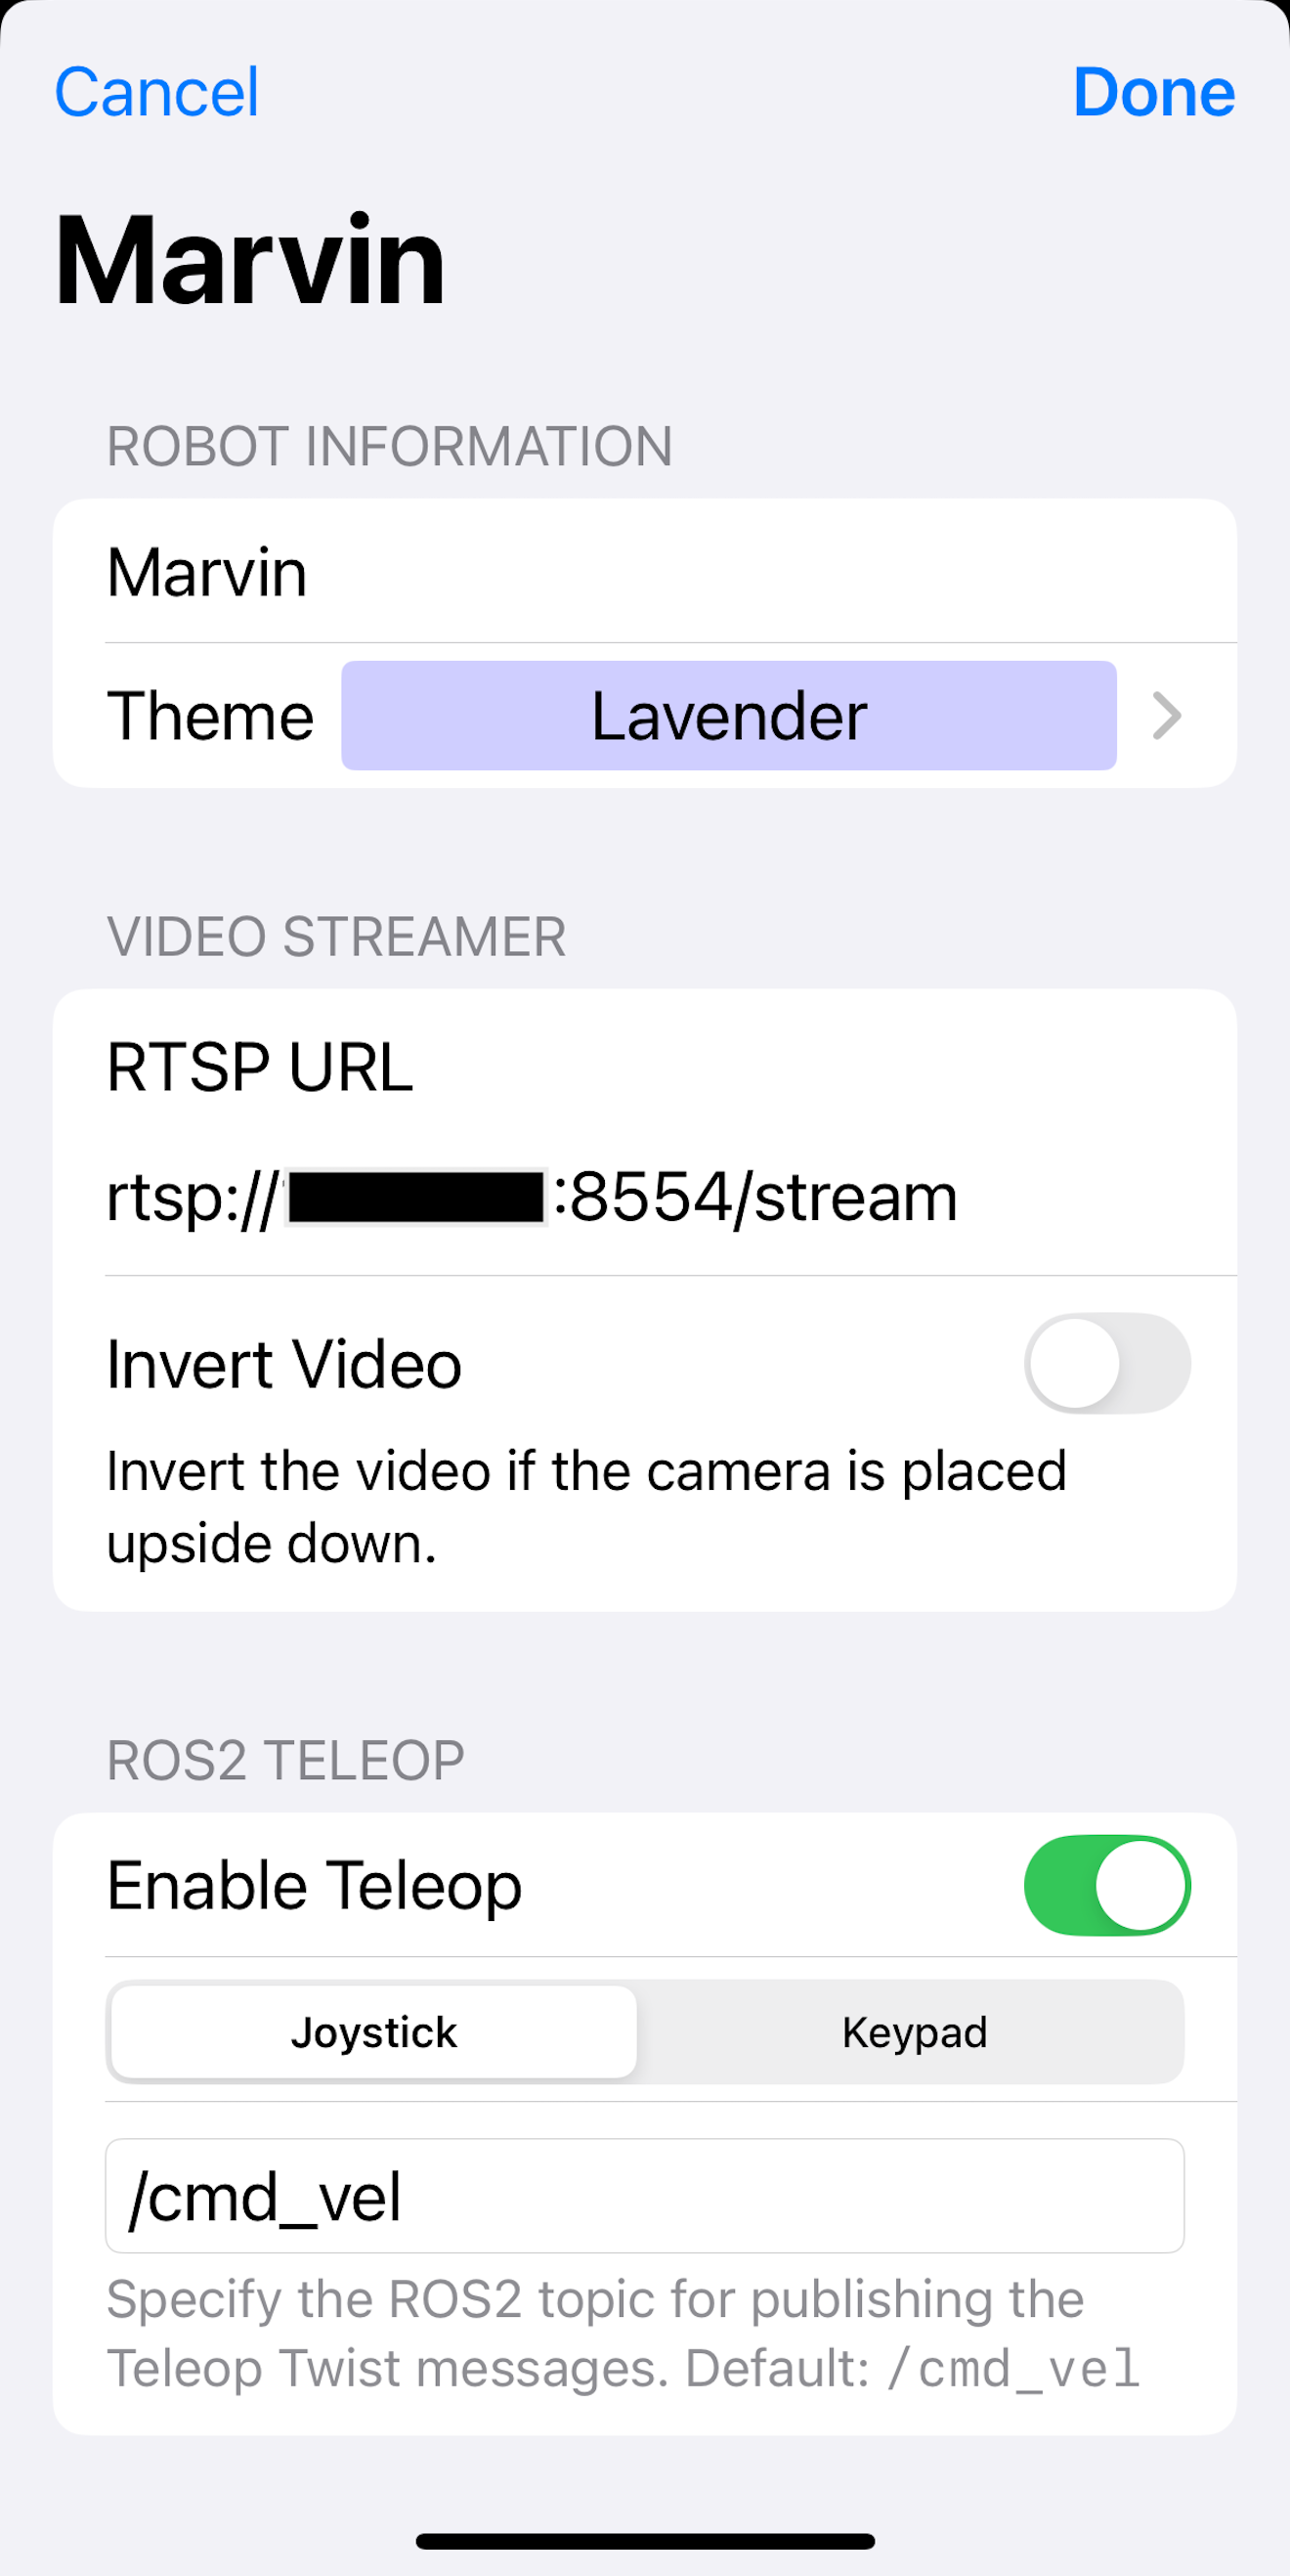 Cancel Done
Marvin
ROBOT INFORMATION
Marvin
Theme Lavender
VIDEO STREAMER
RTSP URL
rtsp:// :8554/stream
Invert Video
Invert the video if the camera is placed
upside down.
ROS2 TELEOP
Enable Teleop
Joystick Keypad
/cmd_vel
Specify the ROS2 topic for publishing the
Teleop Twist messages. Default: /cmd_vel